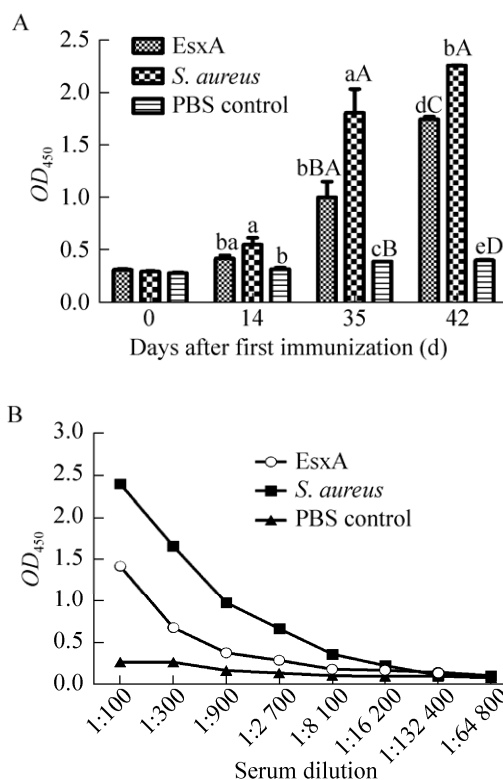 A
2.5
2.0
1.5
1.0
0.5
0.0
OD450
EsxA
S. aureus
PBS control
ba
a
b
bBA
aA
cB
dC
bA
eD
0 14 35 42
Days after first immunization (d)
B
3.0
2.5
2.0
1.5
1.0
0.5
0.0
OD450
EsxA
S. aureus
PBS control
1:100 1:300 1:900 1:2 700 1:8 100 1:16 200 1:132 400 1:64 800
Serum dilution